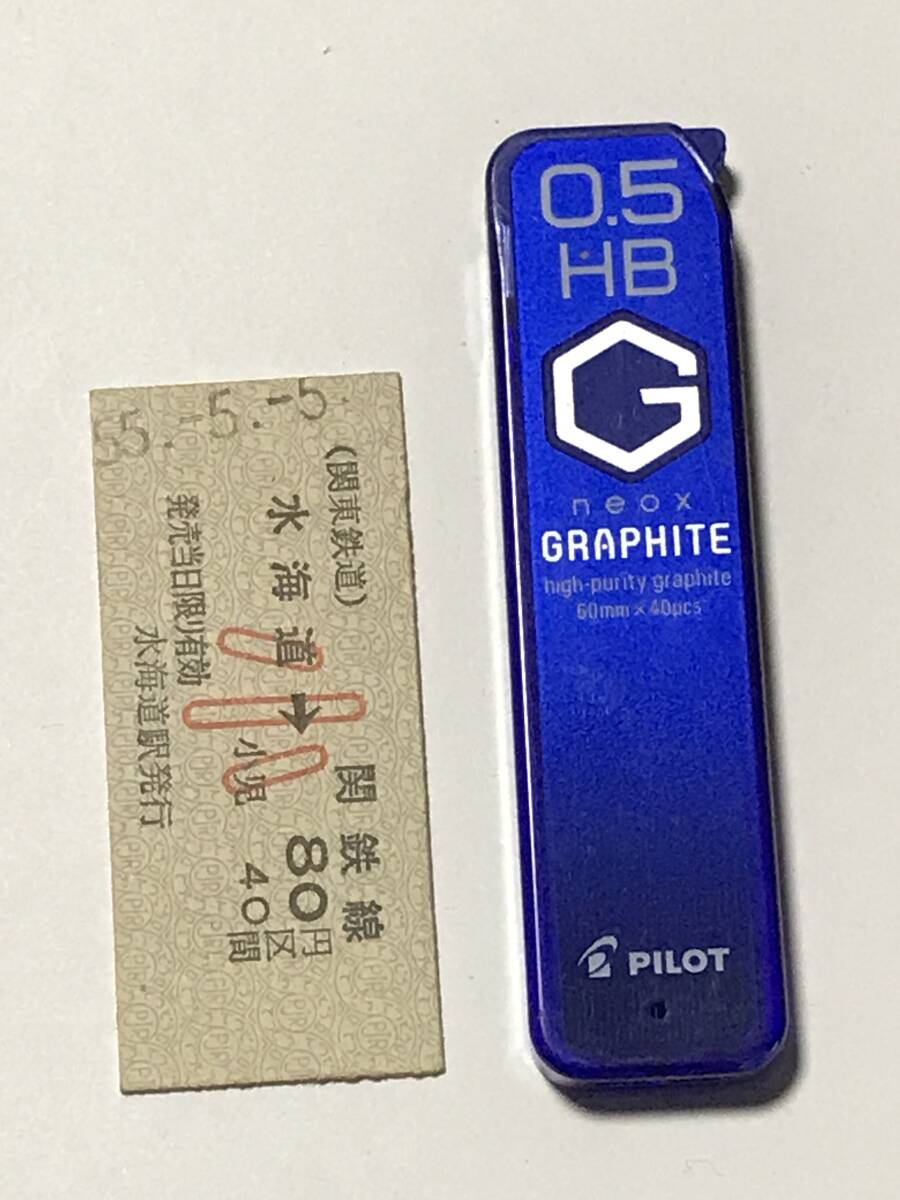 (関東鉄道)
水海道→関鉄線 80円区間
小児 40
小
発売当日限り有効
水海道駅発行
0.5
HB
G
neox
GRAPHITE
high-purity graphite
60mm×40pcs
PILOT